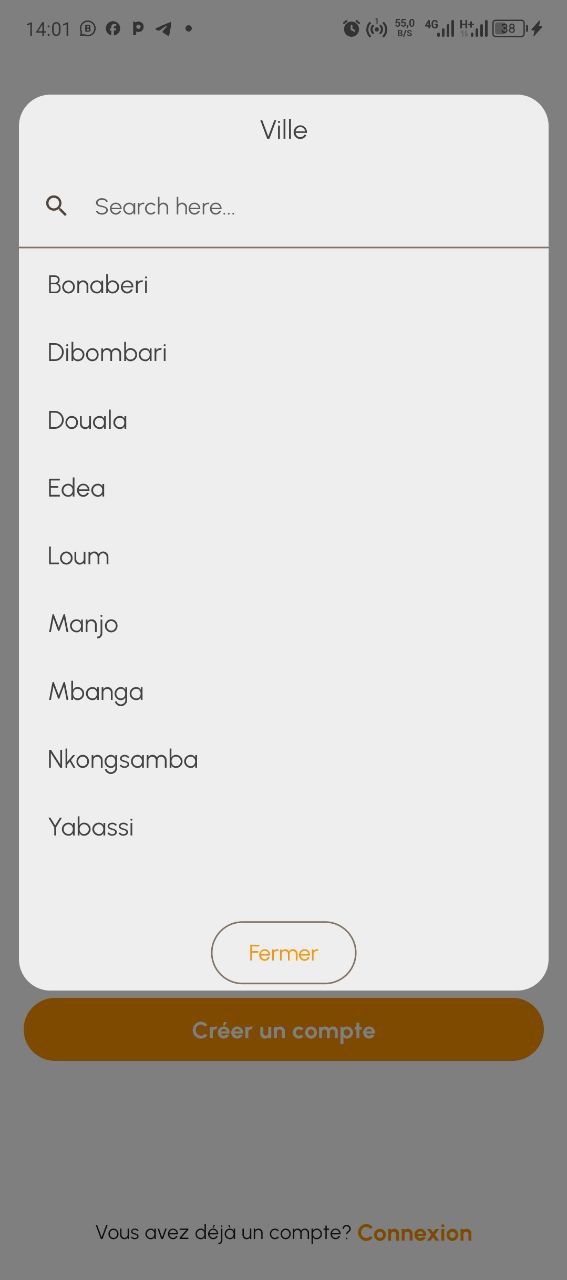 14:01
55,0
B/S
4G
H+
38
Ville
Search here...
Bonaberi
Dibombari
Douala
Edea
Loum
Manjo
Mbanga
Nkongsamba
Yabassi
Fermer
Créer un compte
Vous avez déjà un compte? Connexion